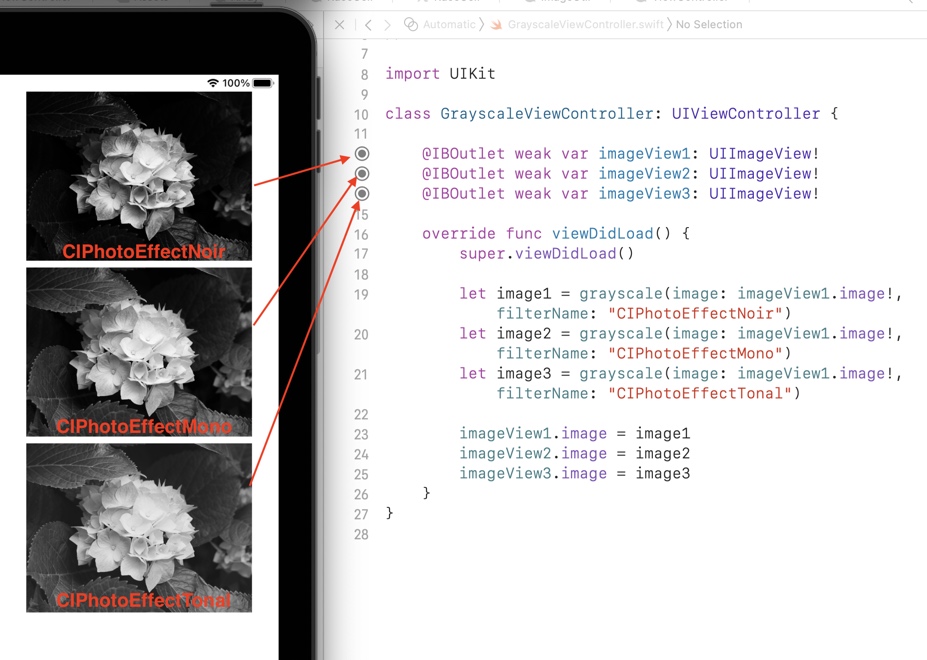 Automatic
GrayscaleViewController.swift
No Selection
100%
CIPhotoEffectNoir
CIPhotoEffectMono
CIPhotoEffectTonal
7
8 import UIKit
9
10 class GrayscaleViewController: UIViewController {
11
@IBOutlet weak var imageView1: UIImageView!
@IBOutlet weak var imageView2: UIImageView!
@IBOutlet weak var imageView3: UIImageView!
15
16 override func viewDidLoad() {
17 super.viewDidLoad()
18
19 let image1 = grayscale(image: imageView1.image!,
filterName: "CIPhotoEffectNoir")
20 let image2 = grayscale(image: imageView1.image!,
filterName: "CIPhotoEffectMono")
21 let image3 = grayscale(image: imageView1.image!,
filterName: "CIPhotoEffectTonal")
22
23 imageView1.image = image1
24 imageView2.image = image2
25 imageView3.image = image3
26 }
27 }
28